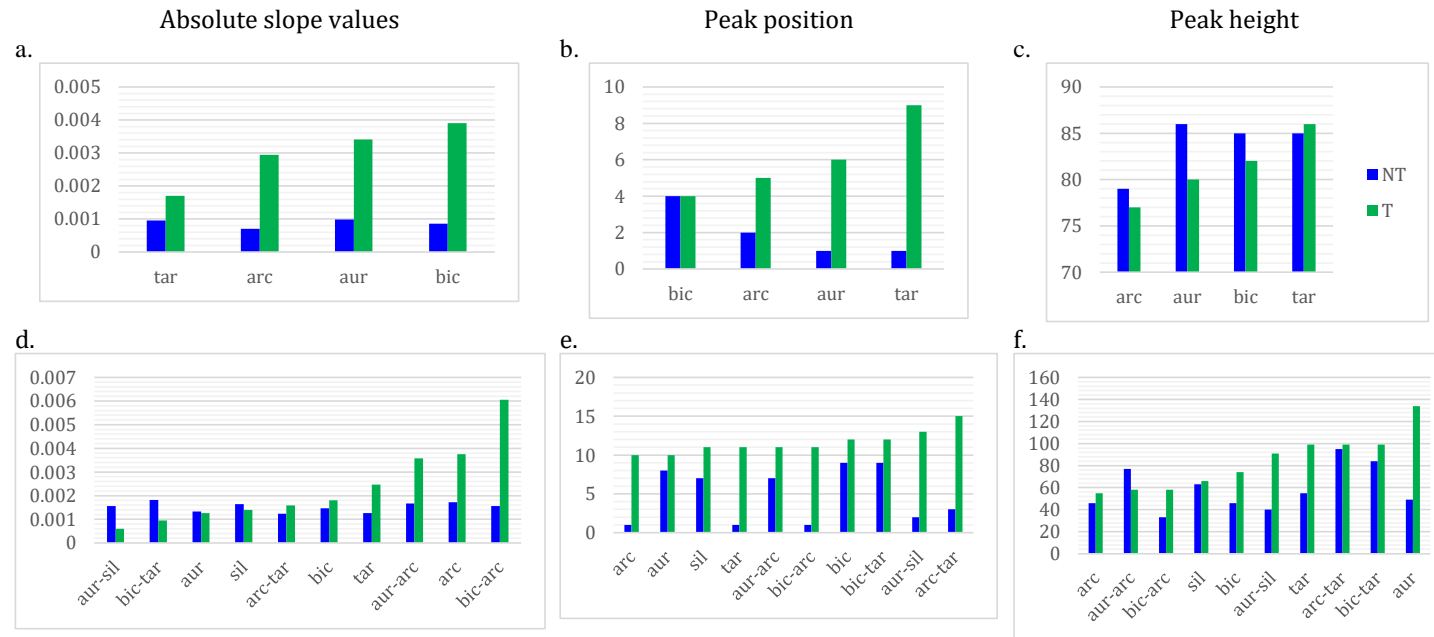 Absolute slope values
Peak position
Peak height
a.
0.005
0.004
0.003
0.002
0.001
0
tar arc aur bic
b.
10
8
6
4
2
0
bic arc aur tar
c.
90
85
80
75
70
arc aur bic tar
NT
T
d.
0.007
0.006
0.005
0.004
0.003
0.002
0.001
0
aur-sil bic-tar aur sil arc-tar bic tar aur-arc arc bic-arc
e.
20
15
10
5
0
arc aur sil tar aur-arc bic-arc bic bic-tar aur-sil arc-tar
f.
160
140
120
100
80
60
40
20
0
arc aur-arc bic-arc sil bic aur-sil tar arc-tar bic-tar aur